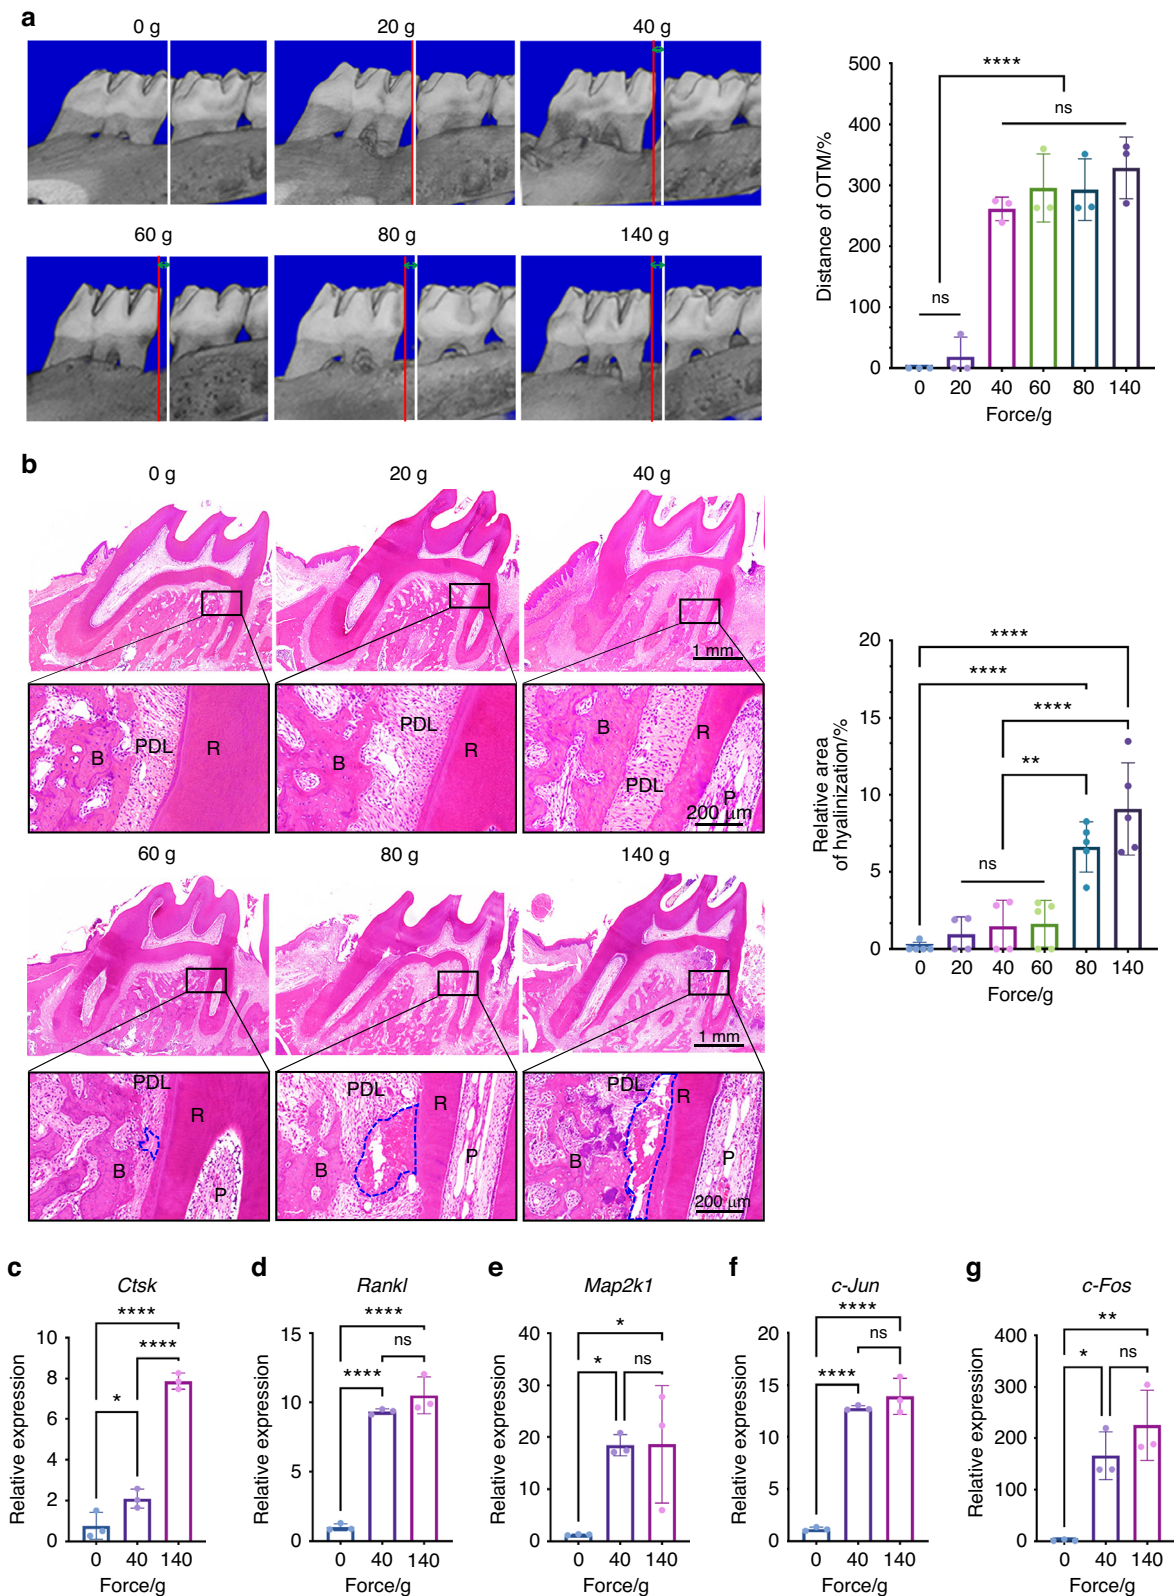 a
0 g
20 g
40 g
60 g
80 g
140 g
500
400
300
200
100
0
Distance of OTM/%
****
ns
ns
0 20 40 60 80 140
Force/g
b
0 g
20 g
40 g
1 mm
B PDL R
B PDL R
B PDL R P
200 μm
60 g
80 g
140 g
1 mm
PDL R B P
PDL R B P
PDL R B P
200 μm
20
15
10
5
0
Relative area
of hyalinization/%
****
****
****
**
ns
0 20 40 60 80 140
Force/g
c
Ctsk
****
****
*
10
8
6
4
2
0
Relative expression
0 40 140
Force/g
d
Rankl
****
ns
****
15
10
5
0
Relative expression
0 40 140
Force/g
e
Map2k1
*
* ns
40
30
20
10
0
Relative expression
0 40 140
Force/g
f
c-Jun
****
ns
****
20
15
10
5
0
Relative expression
0 40 140
Force/g
g
c-Fos
**
* ns
400
300
200
100
0
Relative expression
0 40 140
Force/g